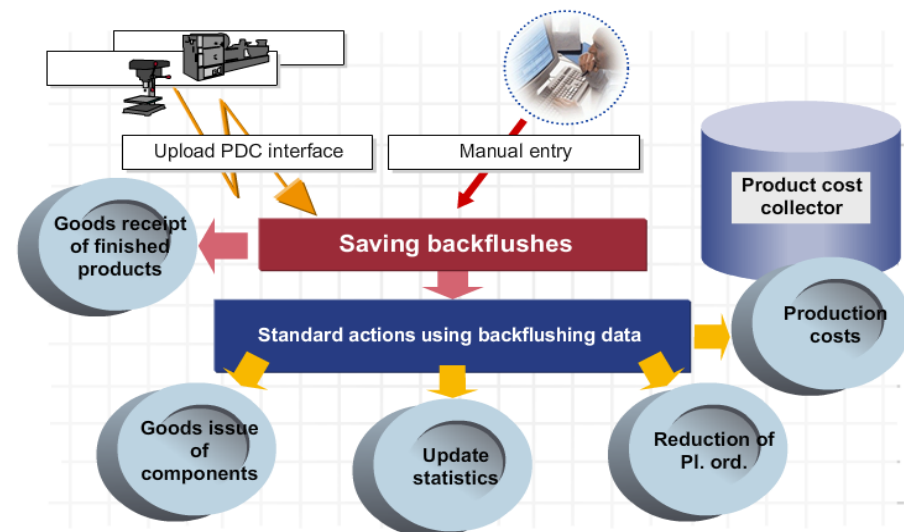 Upload PDC interface
Manual entry
Product cost
collector
Goods receipt
of finished
products
Saving backflushes
Standard actions using backflushing data
Production
costs
Goods issue
of
components
Update
statistics
Reduction of
Pl. ord.